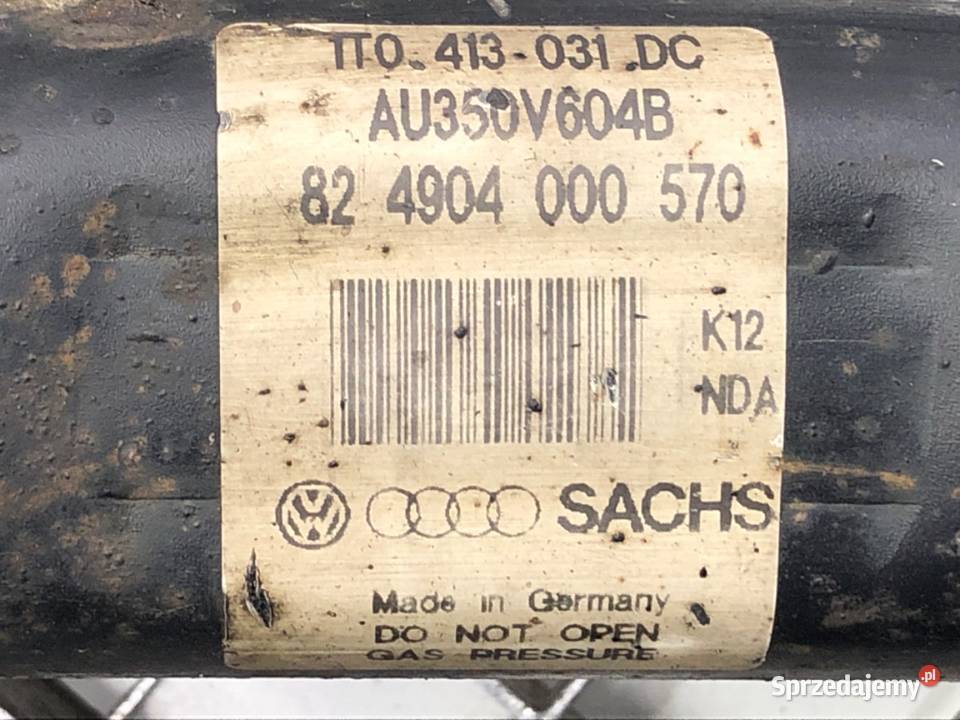 1T0.413-031.DC
AU350V604B
82 4904 000 570
K12
NDA
SACHS
Made in Germany
DO NOT OPEN
GAS PRESSURE
Sprzedajemy.pl